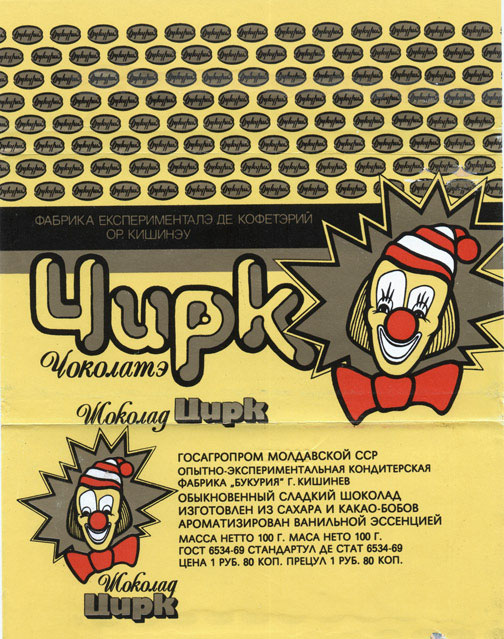 ФАБРИКА ЕКСПЕРИМЕНТАЛЭ ДЕ КОФЕТЭРИЙ
ОР. КИШИНЭУ
Чирк
Чоколатэ
Шоколад Цирк
ГОСАГРОПРОМ МОЛДАВСКОЙ ССР
ОПЫТНО-ЭКСПЕРИМЕНТАЛЬНАЯ КОНДИТЕРСКАЯ
ФАБРИКА „БУКУРИЯ" Г. КИШИНЕВ
ОБЫКНОВЕННЫЙ СЛАДКИЙ ШОКОЛАД
ИЗГОТОВЛЕН ИЗ САХАРА И КАКАО-БОБОВ
АРОМАТИЗИРОВАН ВАНИЛЬНОЙ ЭССЕНЦИЕЙ
МАССА НЕТТО 100 Г. МАСА НЕТО 100 Г.
ГОСТ 6534-69 СТАНДАРТУЛ ДЕ СТАТ 6534-69
ЦЕНА 1 РУБ. 80 КОП. ПРЕЦУЛ 1 РУБ. 80 КОП.
Шоколад
Цирк